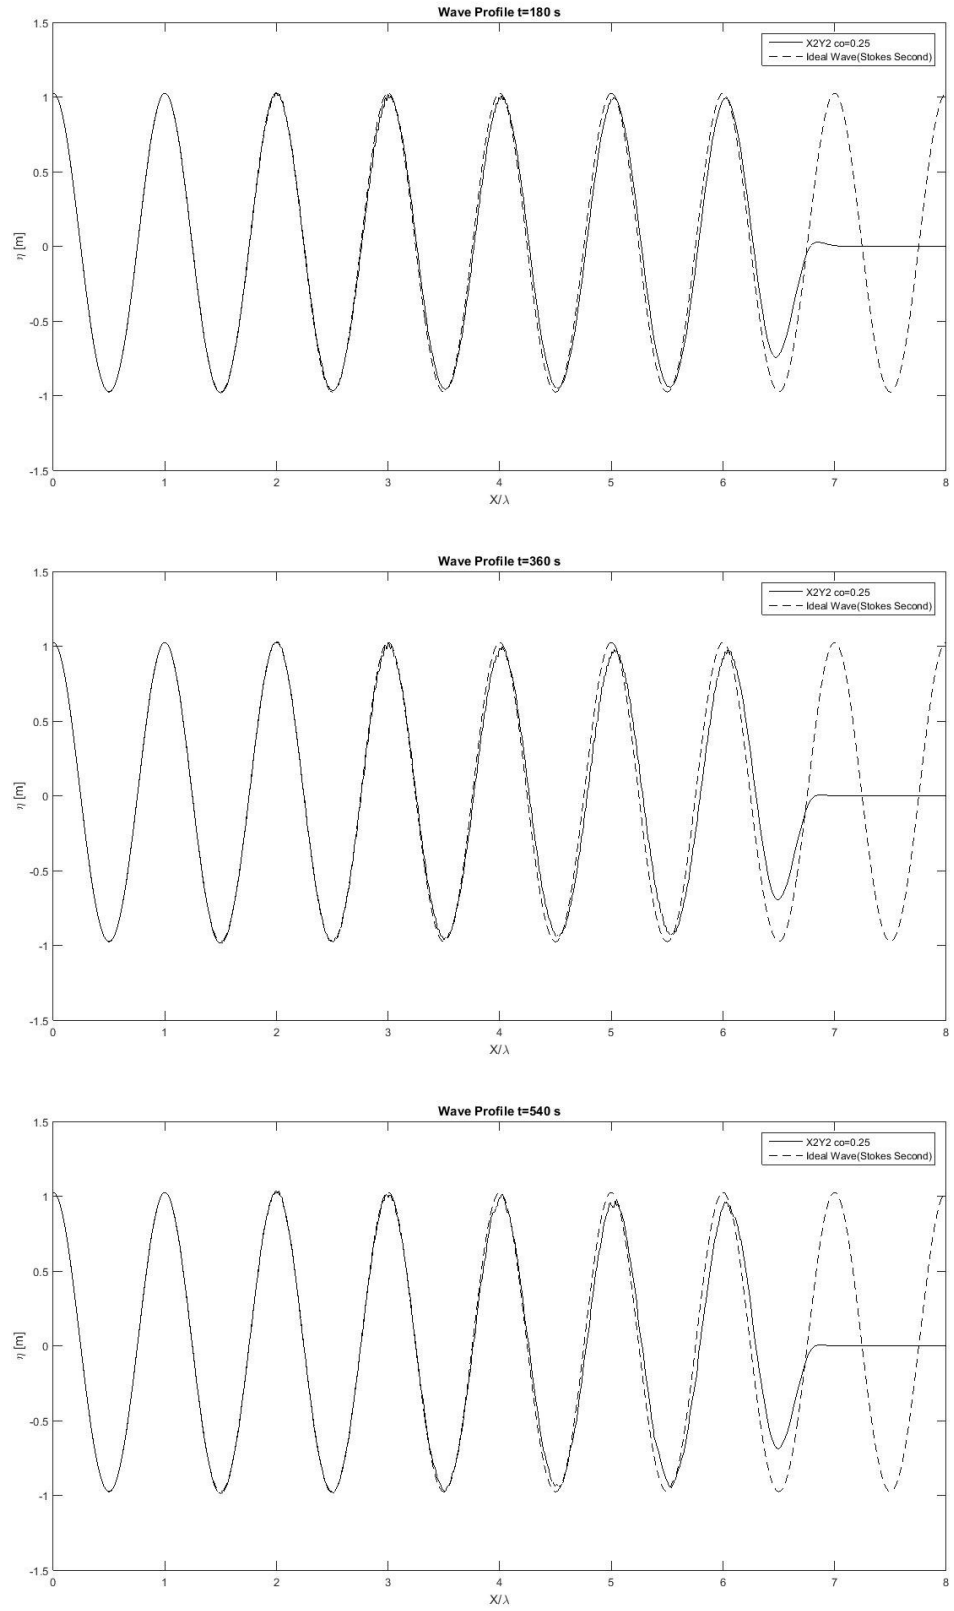 Wave Profile t=180 s
1.5
X2Y2 co=0.25
Ideal Wave(Stokes Second)
1
0.5
0
-0.5
-1
-1.5
η [m]
0 1 2 3 4 5 6 7 8
X/λ
Wave Profile t=360 s
1.5
X2Y2 co=0.25
Ideal Wave(Stokes Second)
1
0.5
0
-0.5
-1
-1.5
η [m]
0 1 2 3 4 5 6 7 8
X/λ
Wave Profile t=540 s
1.5
X2Y2 co=0.25
Ideal Wave(Stokes Second)
1
0.5
0
-0.5
-1
-1.5
η [m]
0 1 2 3 4 5 6 7 8
X/λ